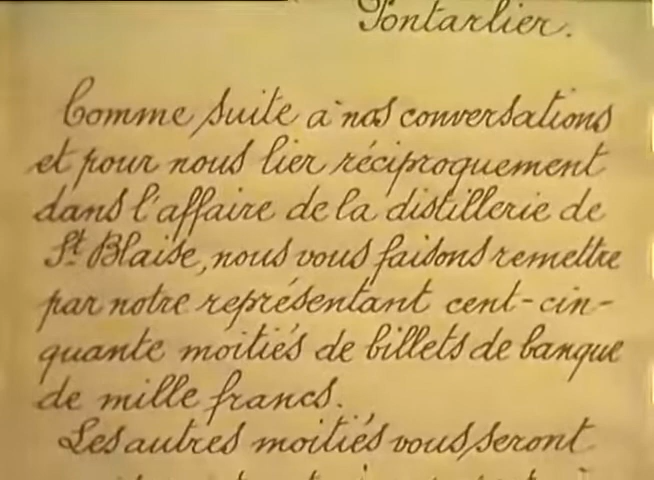 Pontarlier.
Comme suite à nos conversations
et pour nous lier réciproquement
dans l'affaire de la distillerie de
St Blaise, nous vous faisons remettre
par notre représentant cent-cin-
quante moitiés de billets de banque
de mille francs.
Les autres moitiés vous seront